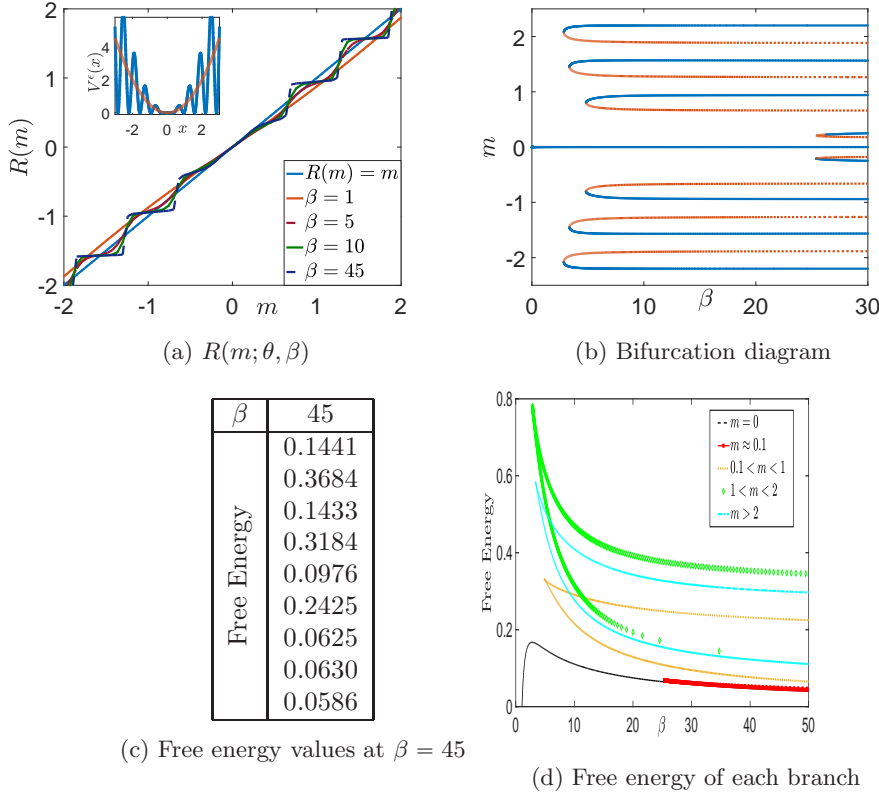 2
1
0
-1
-2
R(m)
4
2
0
V^ϵ(x)
-2 0 x 2
R(m) = m
β = 1
β = 5
β = 10
β = 45
-2 -1 0 m 1 2
(a) R(m; θ, β)
2
1
0
-1
-2
m
0 10 β 20 30
(b) Bifurcation diagram
β 45
Free Energy
0.1441
0.3684
0.1433
0.3184
0.0976
0.2425
0.0625
0.0630
0.0586
(c) Free energy values at β = 45
0.8
0.6
0.4
0.2
0
Free Energy
m = 0
m ≈ 0.1
0.1 < m < 1
1 < m < 2
m > 2
0 10 20 β 30 40 50
(d) Free energy of each branch